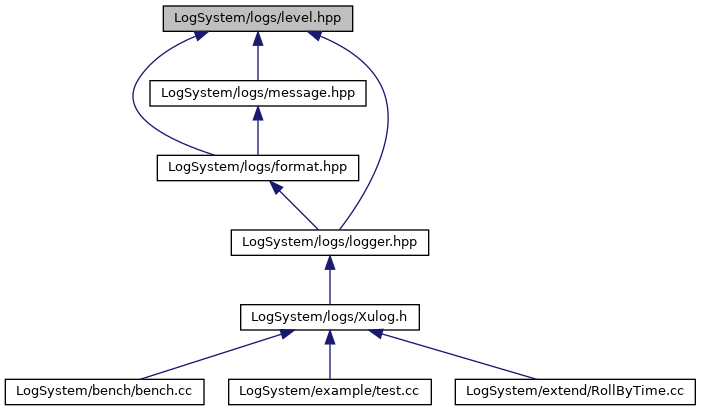 LogSystem/logs/level.hpp
LogSystem/logs/message.hpp
LogSystem/logs/format.hpp
LogSystem/logs/logger.hpp
LogSystem/logs/Xulog.h
LogSystem/bench/bench.cc
LogSystem/example/test.cc
LogSystem/extend/RollByTime.cc